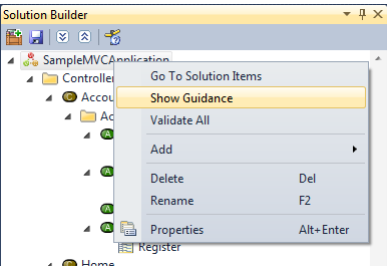 Solution Builder
SampleMVCApplication
Controller
Go To Solution Items
Accou
Show Guidance
Ac
Validate All
Add
Delete Del
Rename F2
Properties Alt+Enter
Register
Home